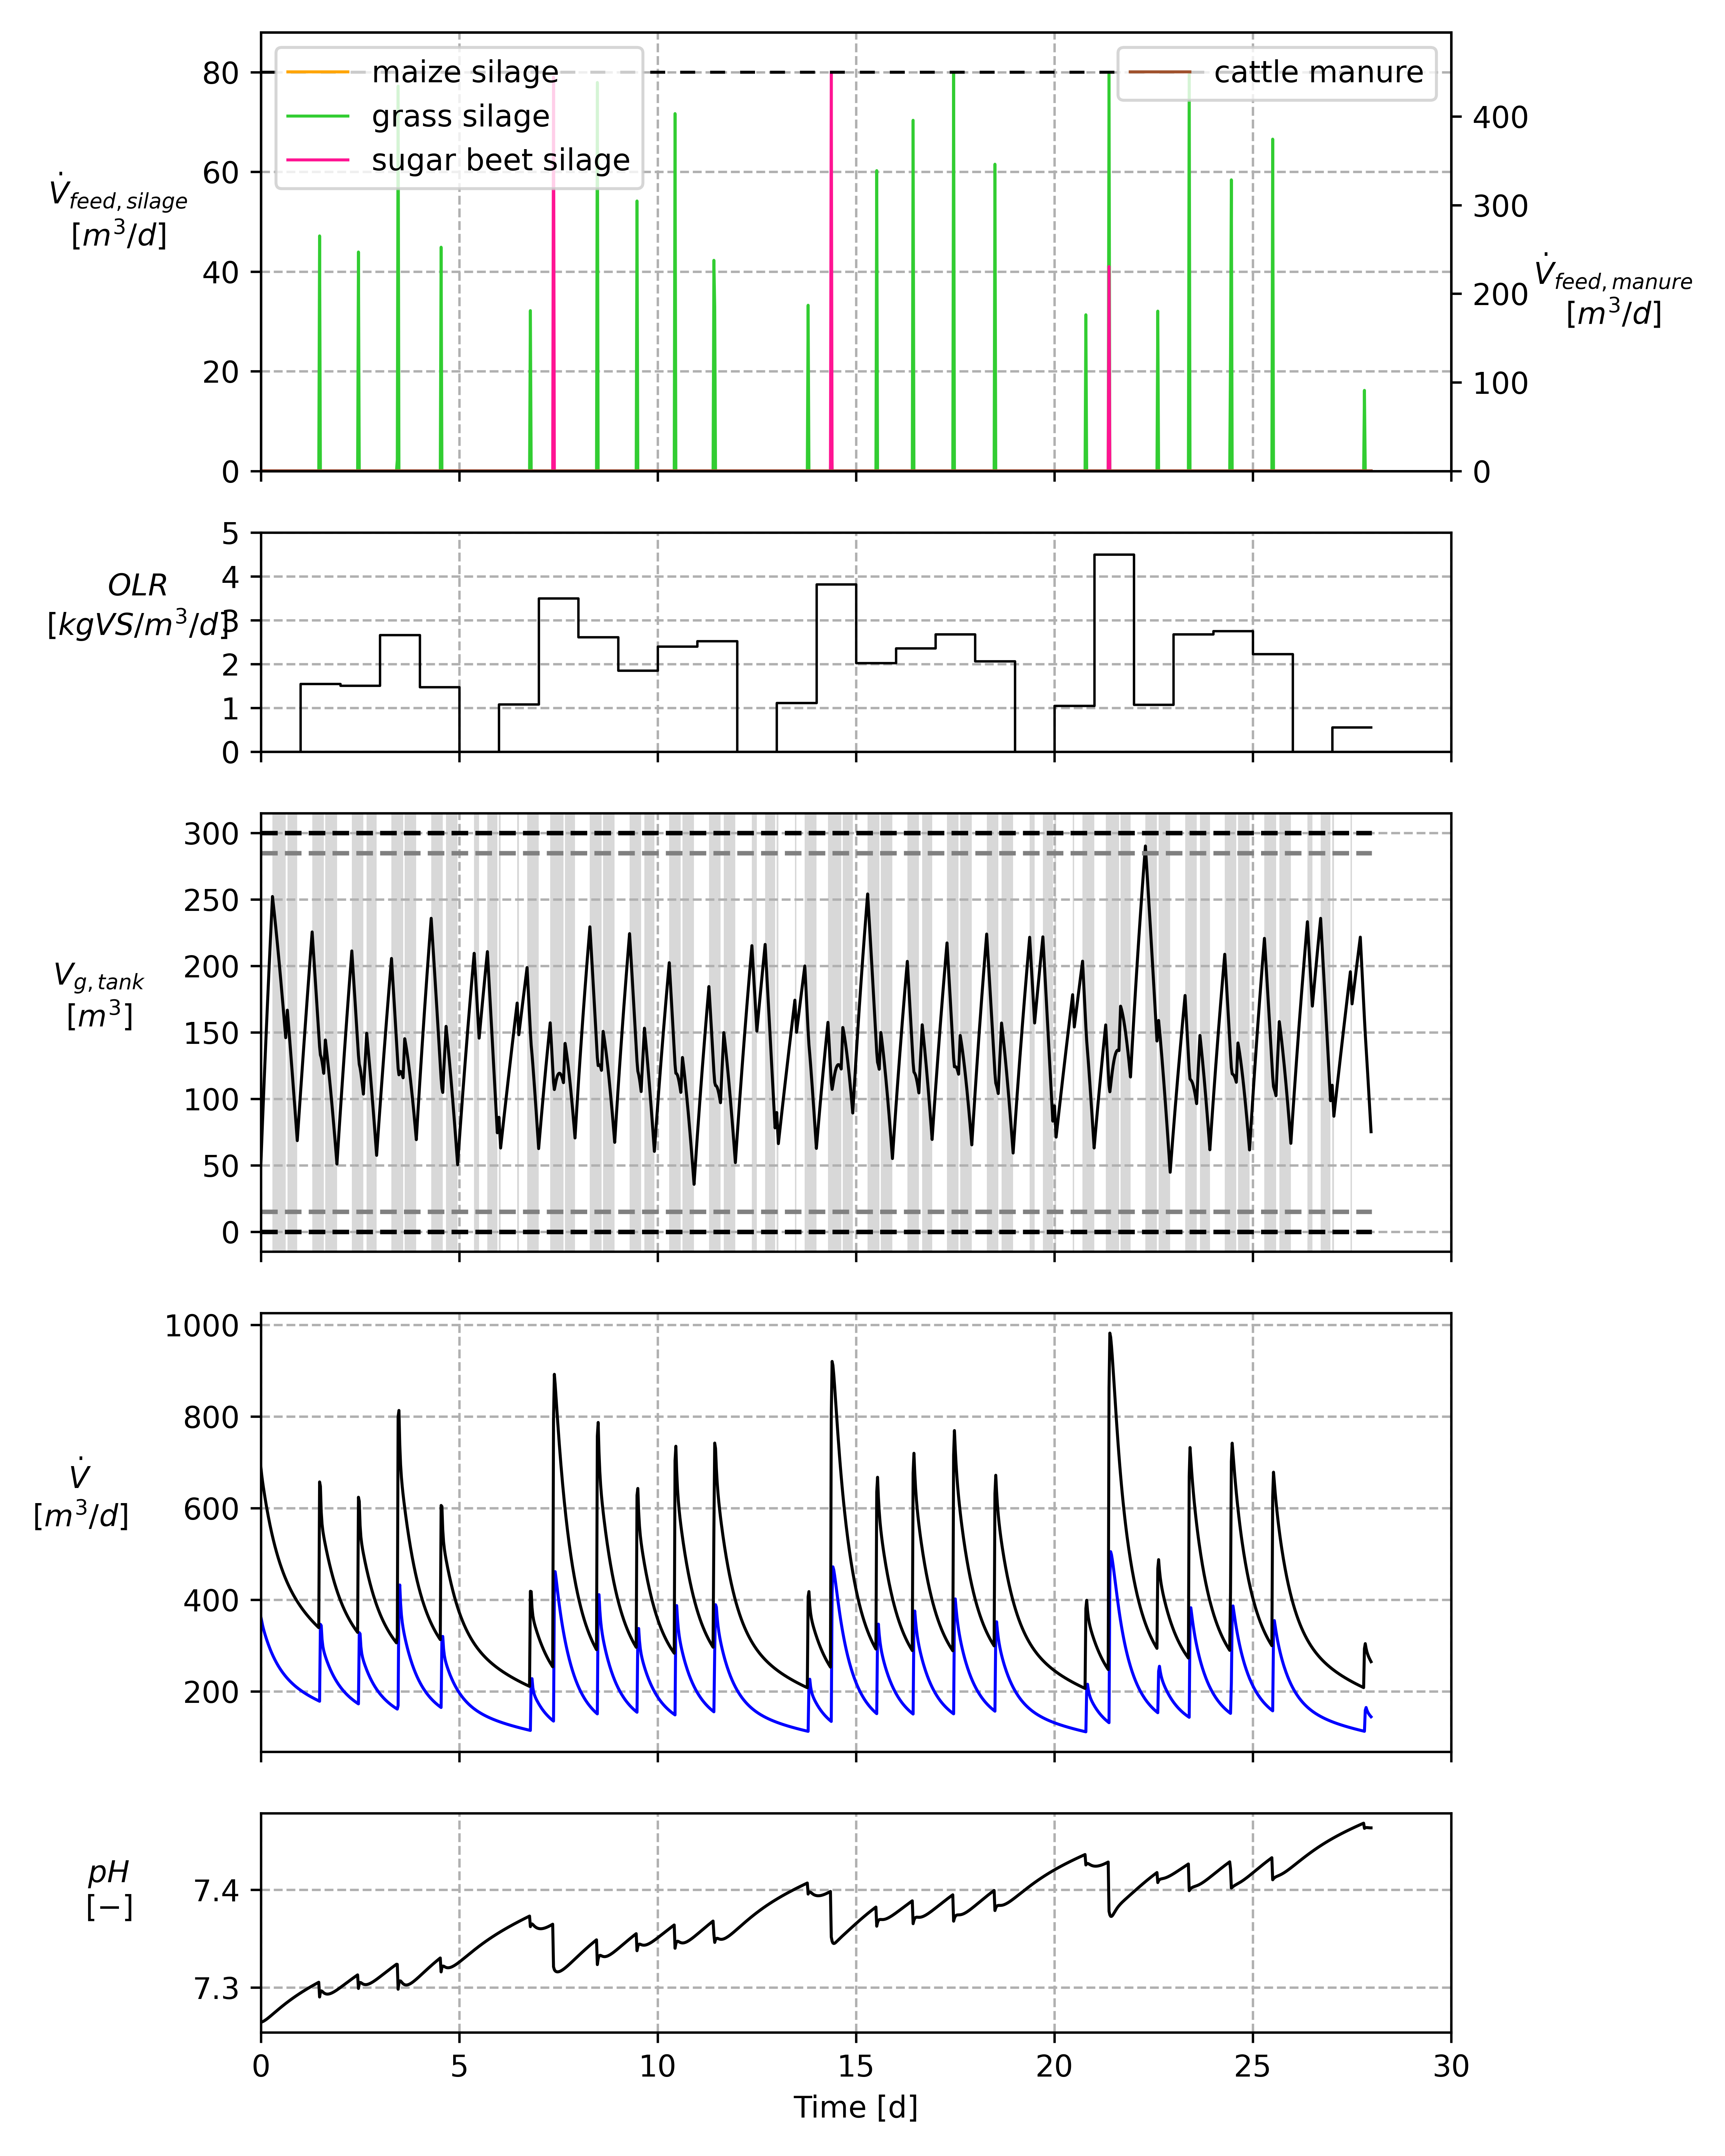 maize silage
grass silage
sugar beet silage
cattle manure
80
60
40
20
0
V̇feed, silage
[m³/d]
400
300
200
100
0
V̇feed, manure
[m³/d]
OLR
[kgVS/m³/d]
5
4
3
2
1
0
Vg, tank
[m³]
300
250
200
150
100
50
0
V̇
[m³/d]
1000
800
600
400
200
pH
[−]
7.4
7.3
0 5 10 15 20 25 30
Time [d]